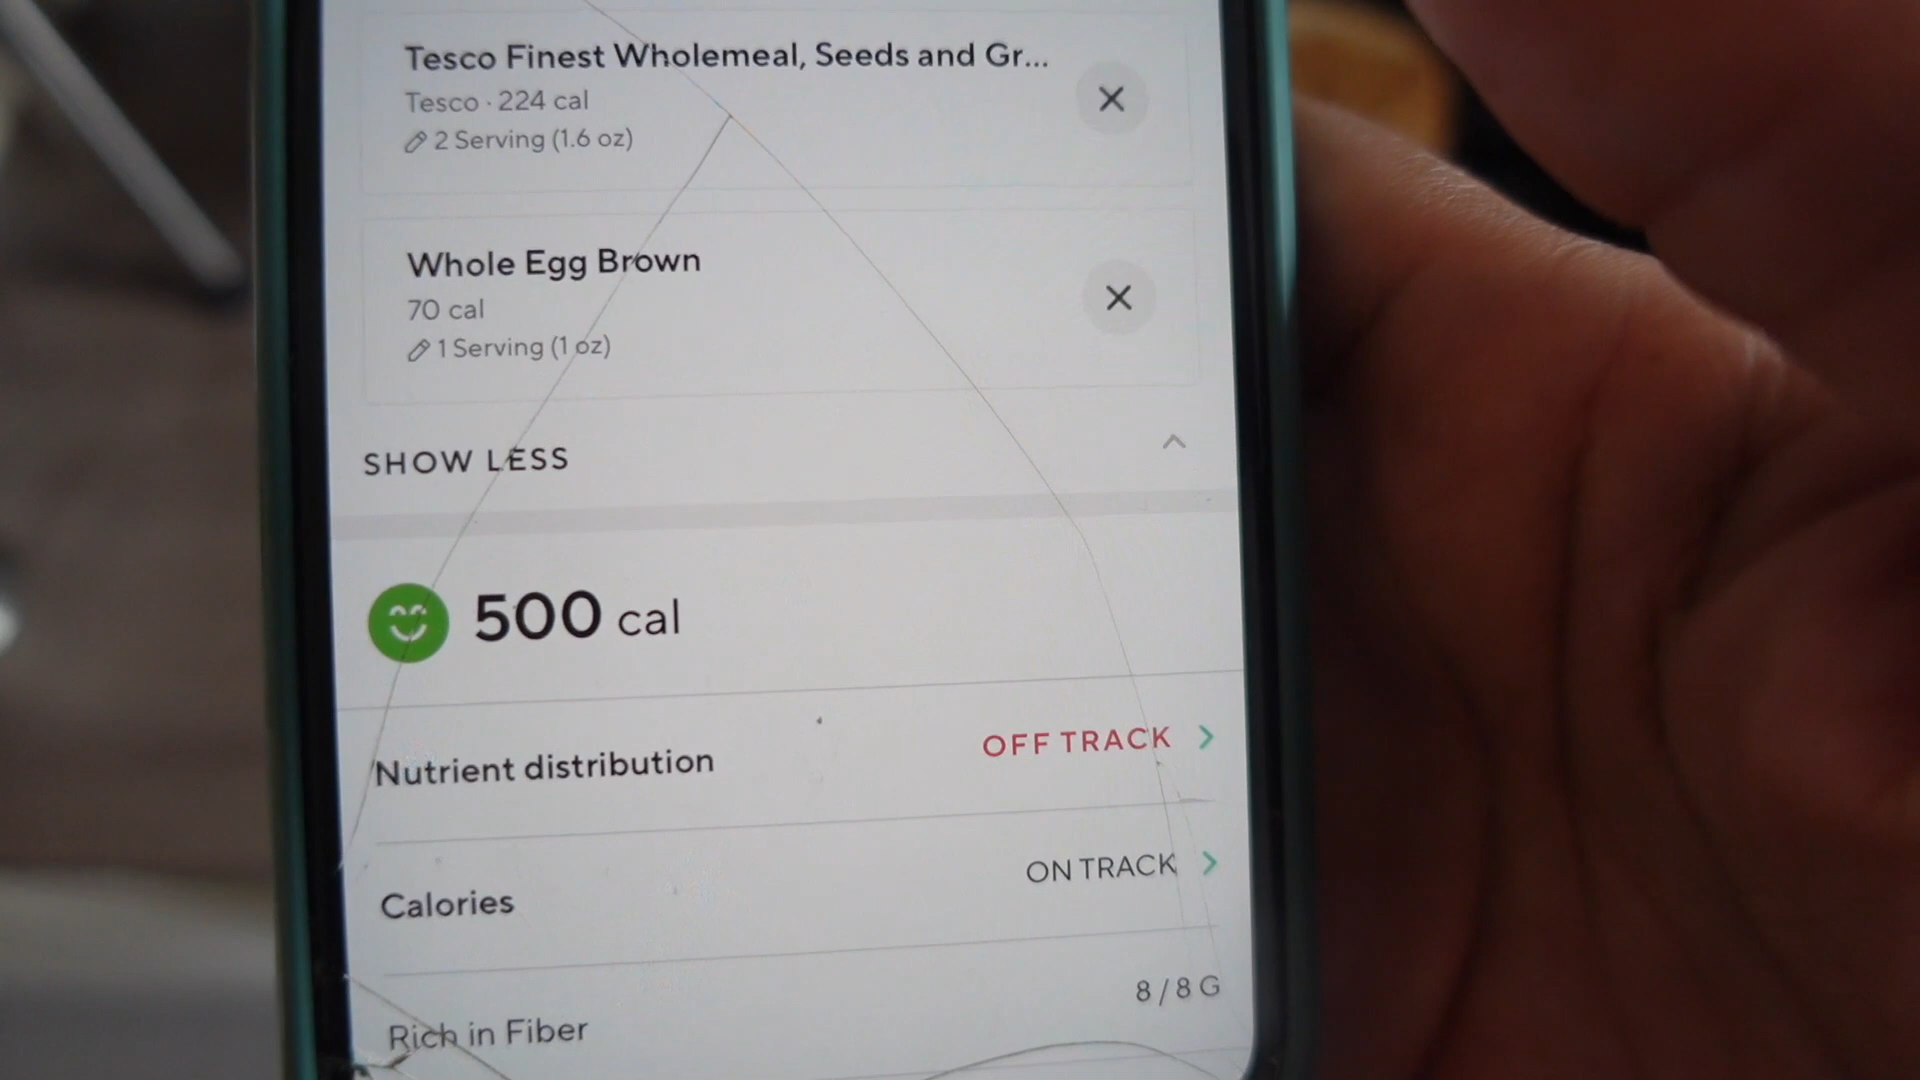 Tesco Finest Wholemeal, Seeds and Gr...
Tesco · 224 cal
2 Serving (1.6 oz)
Whole Egg Brown
70 cal
1 Serving (1 oz)
SHOW LESS
500 cal
Nutrient distribution OFF TRACK
Calories ON TRACK
Rich in Fiber 8/8 G